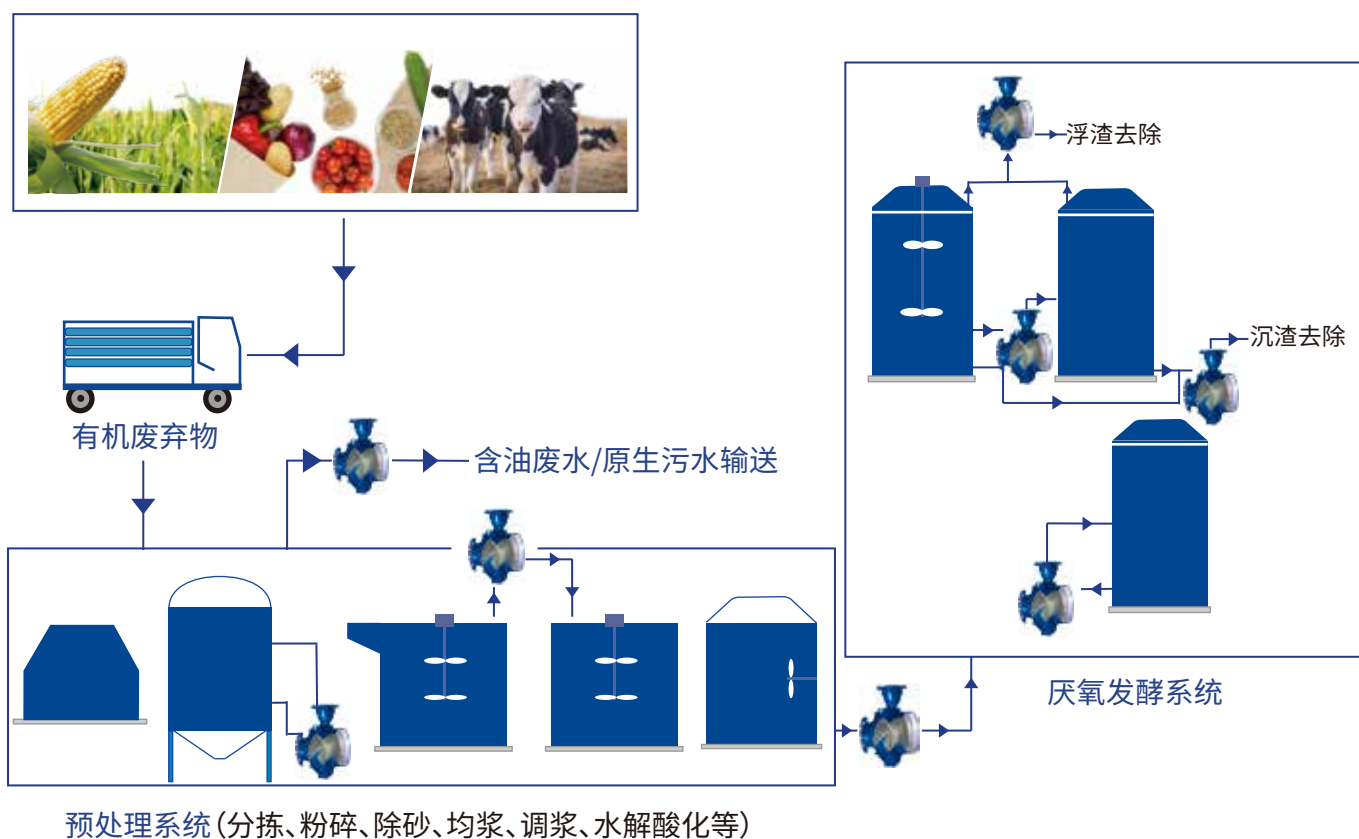 浮渣去除
沉渣去除
有机废弃物
含油废水/原生污水输送
厌氧发酵系统
预处理系统(分拣、粉碎、除砂、均浆、调浆、水解酸化等)